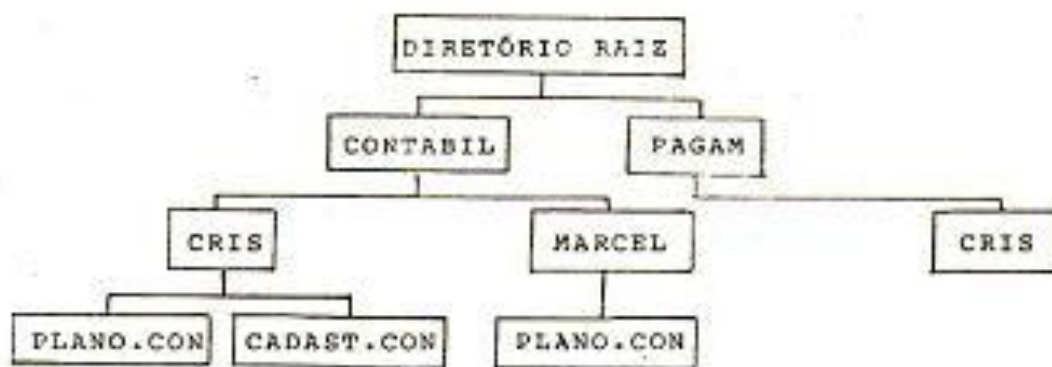 DIRETÓRIO RAIZ
CONTABIL PAGAM
CRIS MARCEL CRIS
PLANO.CON CADAST.CON PLANO.CON